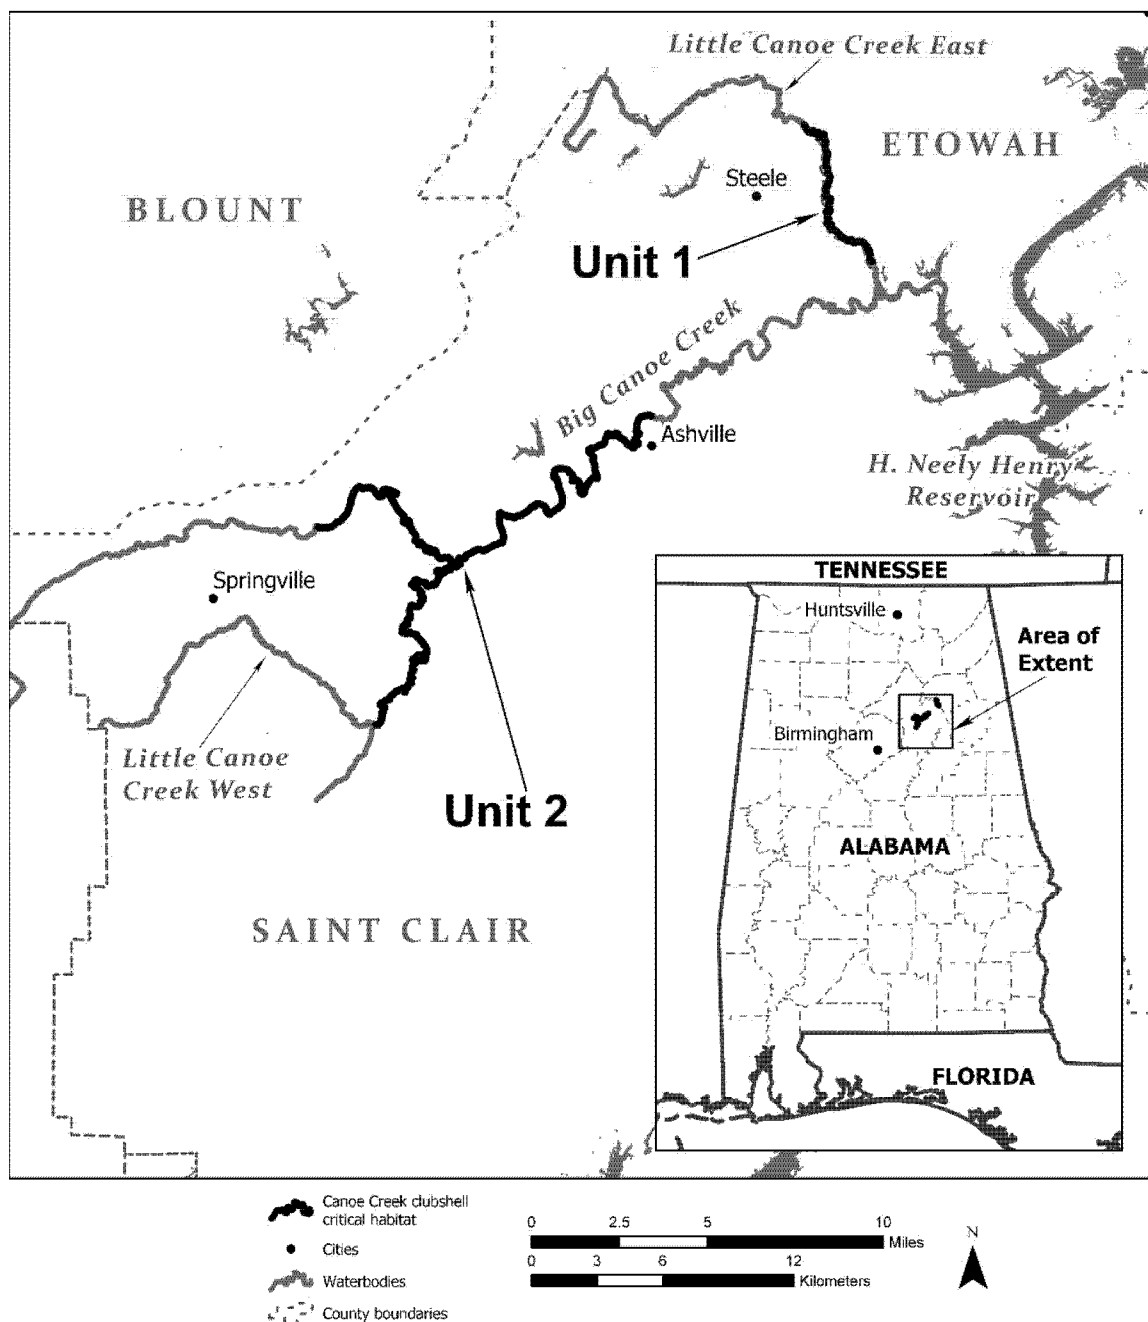 Little Canoe Creek East
ETOWAH
Steele
BLOUNT
Unit 1
Big Canoe Creek
Ashville
H. Neely Henry
Reservoir
Springville
Little Canoe
Creek West
Unit 2
SAINT CLAIR
TENNESSEE
Huntsville
Area of
Extent
Birmingham
ALABAMA
FLORIDA
Canoe Creek clubshell
critical habitat
Cities
Waterbodies
County boundaries
0 2.5 5 10
Miles
0 3 6 12
Kilometers
N